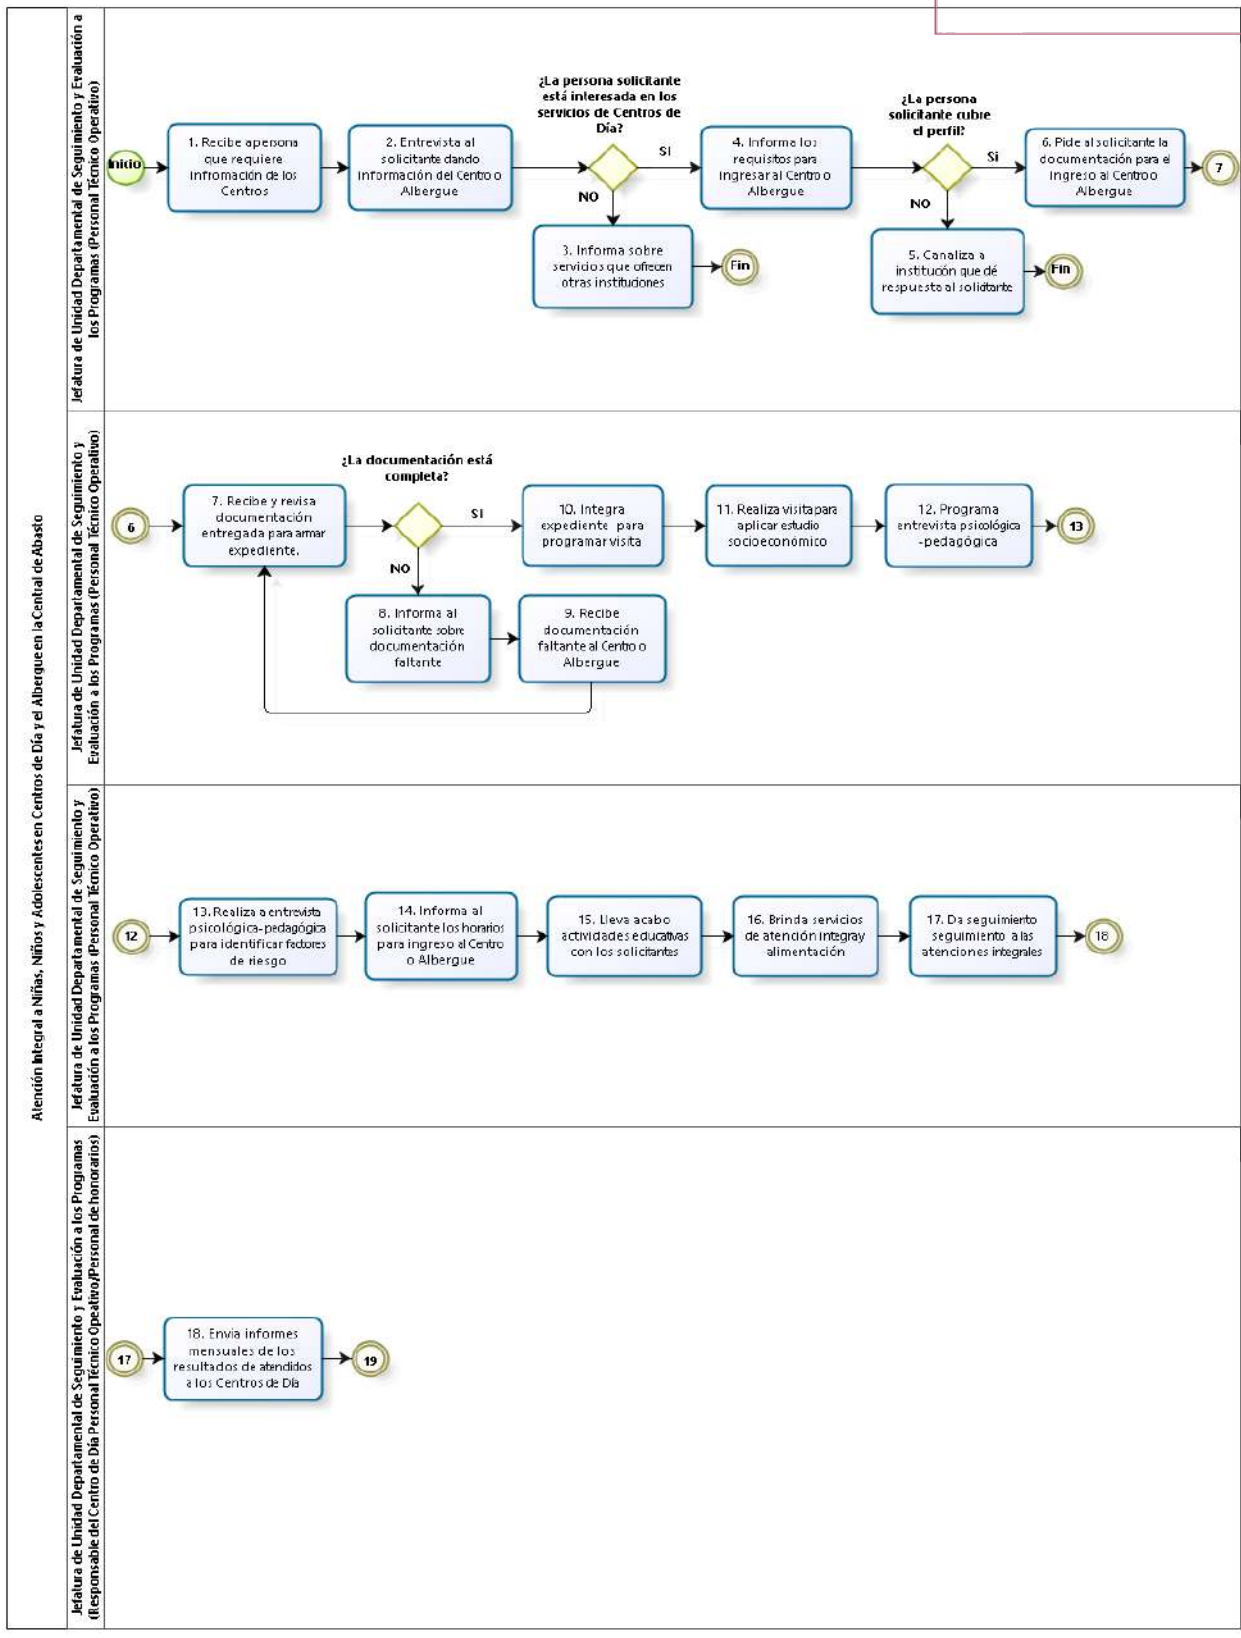 Atención Integral a Niñas, Niños y Adolescentes en Centros de Día y el Albergue en la Central de Abasto
Jefatura de Unidad Departamental de Seguimiento y Evaluación a
los Programas (Personal Técnico Operativo)
Inicio
1. Recibe apersona
que requiere
infromación de los
Centros
2. Entrevista al
solicitante dando
información del Centro o
Albergue
¿La persona solicitante
está interesada en los
servicios de Centros de
Día?
SI
NO
3. Informa sobre
servicios que ofrecen
otras instituciones
Fin
4. Informa los
requisitos para
ingresar al Centro o
Albergue
¿La persona
solicitante cubre
el perfil?
Si
NO
5. Canaliza a
institucón que dé
respuesta al solicitante
Fin
6. Pide al solicitante la
documentación para el
ingreso al Centro o
Albergue
7
Jefatura de Unidad Departamental de Seguimiento y
Evaluación a los Programas (Personal Técnico Operativo)
6
7. Recibe y revisa
documentación
entregada para armar
expediente.
¿La documentación está
completa?
SI
NO
8. Informa al
solicitante sobre
documentación
faltante
9. Recibe
documentación
faltante al Centro o
Albergue
10. Integra
expediente para
programar visita
11. Realiza visita para
aplicar estudio
socioeconómico
12. Programa
entrevista psicológica
-pedagógica
13
Jefatura de Unidad Departamental de Seguimiento y
Evaluación a los Programas (Personal Técnico Operativo)
12
13. Realiza a entrevista
psicológica-pedagógica
para identificar factores
de riesgo
14. Informa al
solicitante los horarios
para ingreso al Centro
o Albergue
15. Lleva acabo
actividades educativas
con los solicitantes
16. Brinda servicios
de atención integray
alimentación
17. Da seguimiento
seguimiento a las
atenciones integrales
18
Jefatura de Unidad Departamental de Seguimiento y Evaluación a los Programas
(Responsable del Centro de Día Personal Técnico Opeativo/Personal de honorarios)
17
18. Envia informes
mensuales de los
resultados de atendidos
a los Centros de Día
19